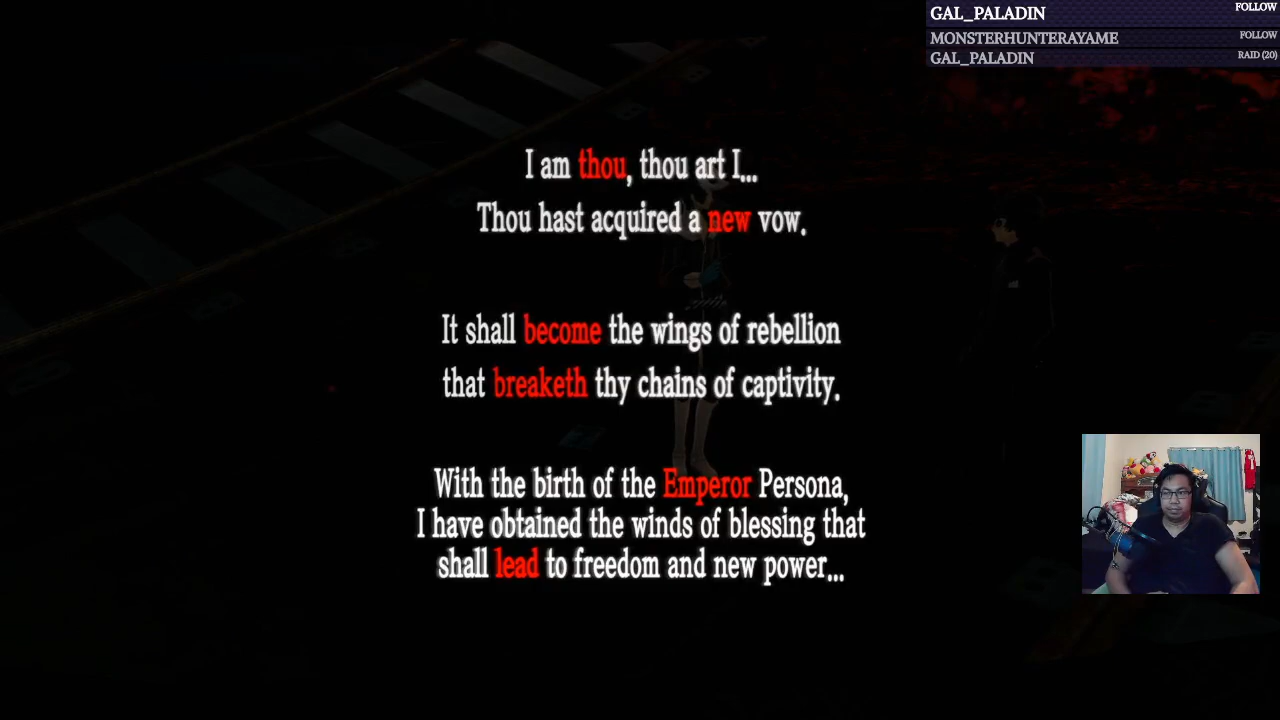 GAL_PALADIN FOLLOW
MONSTERHUNTERAYAME FOLLOW
GAL_PALADIN RAID (20)
I am thou, thou art I...
Thou hast acquired a new vow.
It shall become the wings of rebellion
that breaketh thy chains of captivity.
With the birth of the Emperor Persona,
I have obtained the winds of blessing that
shall lead to freedom and new power...